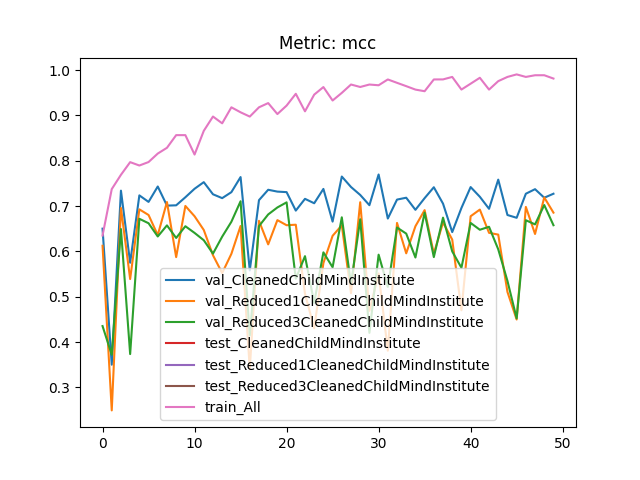 Metric: mcc
1.0
0.9
0.8
0.7
0.6
0.5
0.4
0.3
val_CleanedChildMindInstitute
val_Reduced1CleanedChildMindInstitute
val_Reduced3CleanedChildMindInstitute
test_CleanedChildMindInstitute
test_Reduced1CleanedChildMindInstitute
test_Reduced3CleanedChildMindInstitute
train_All
0 10 20 30 40 50